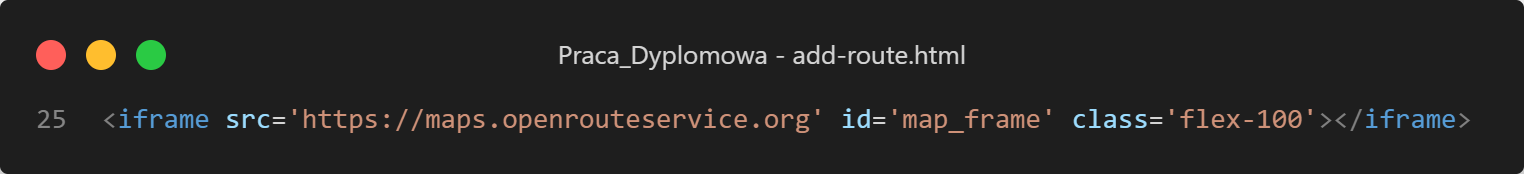 Praca_Dyplomowa - add-route.html
25 <iframe src='https://maps.openrouteservice.org' id='map_frame' class='flex-100'></iframe>